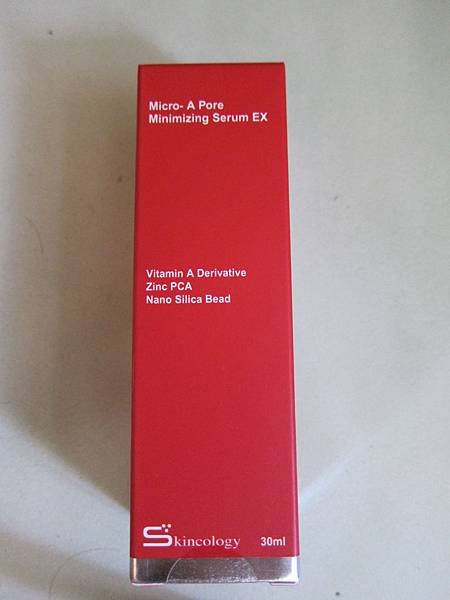 Micro- A Pore
Minimizing Serum EX
Vitamin A Derivative
Zinc PCA
Nano Silica Bead
Skincology 30ml